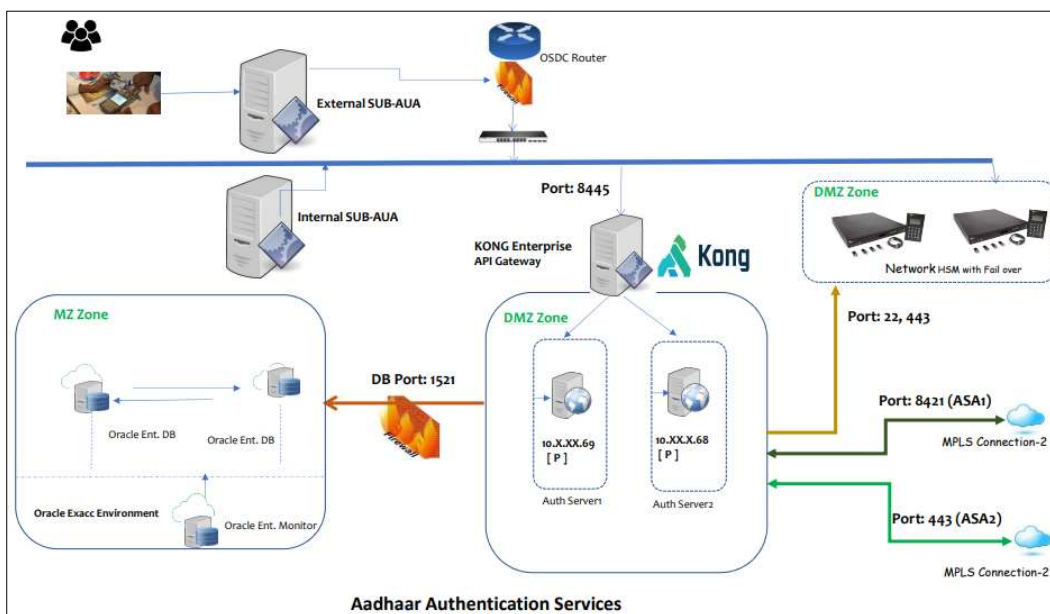 OSDC Router
Firewall
External SUB-AUA
Port: 8445
DMZ Zone
Internal SUB-AUA
KONG Enterprise
API Gateway
Kong
Network HSM with Fail over
MZ Zone
DMZ Zone
Port: 22, 443
DB Port: 1521
Firewall
Oracle Ent. DB
Oracle Ent. DB
10.X.XX.69
[ P ]
10.XX.X.68
[ P ]
Port: 8421 (ASA1)
MPLS Connection-2
Auth Server1
Auth Server2
Oracle Exacc Environment
Oracle Ent. Monitor
Port: 443 (ASA2)
MPLS Connection-2
Aadhaar Authentication Services